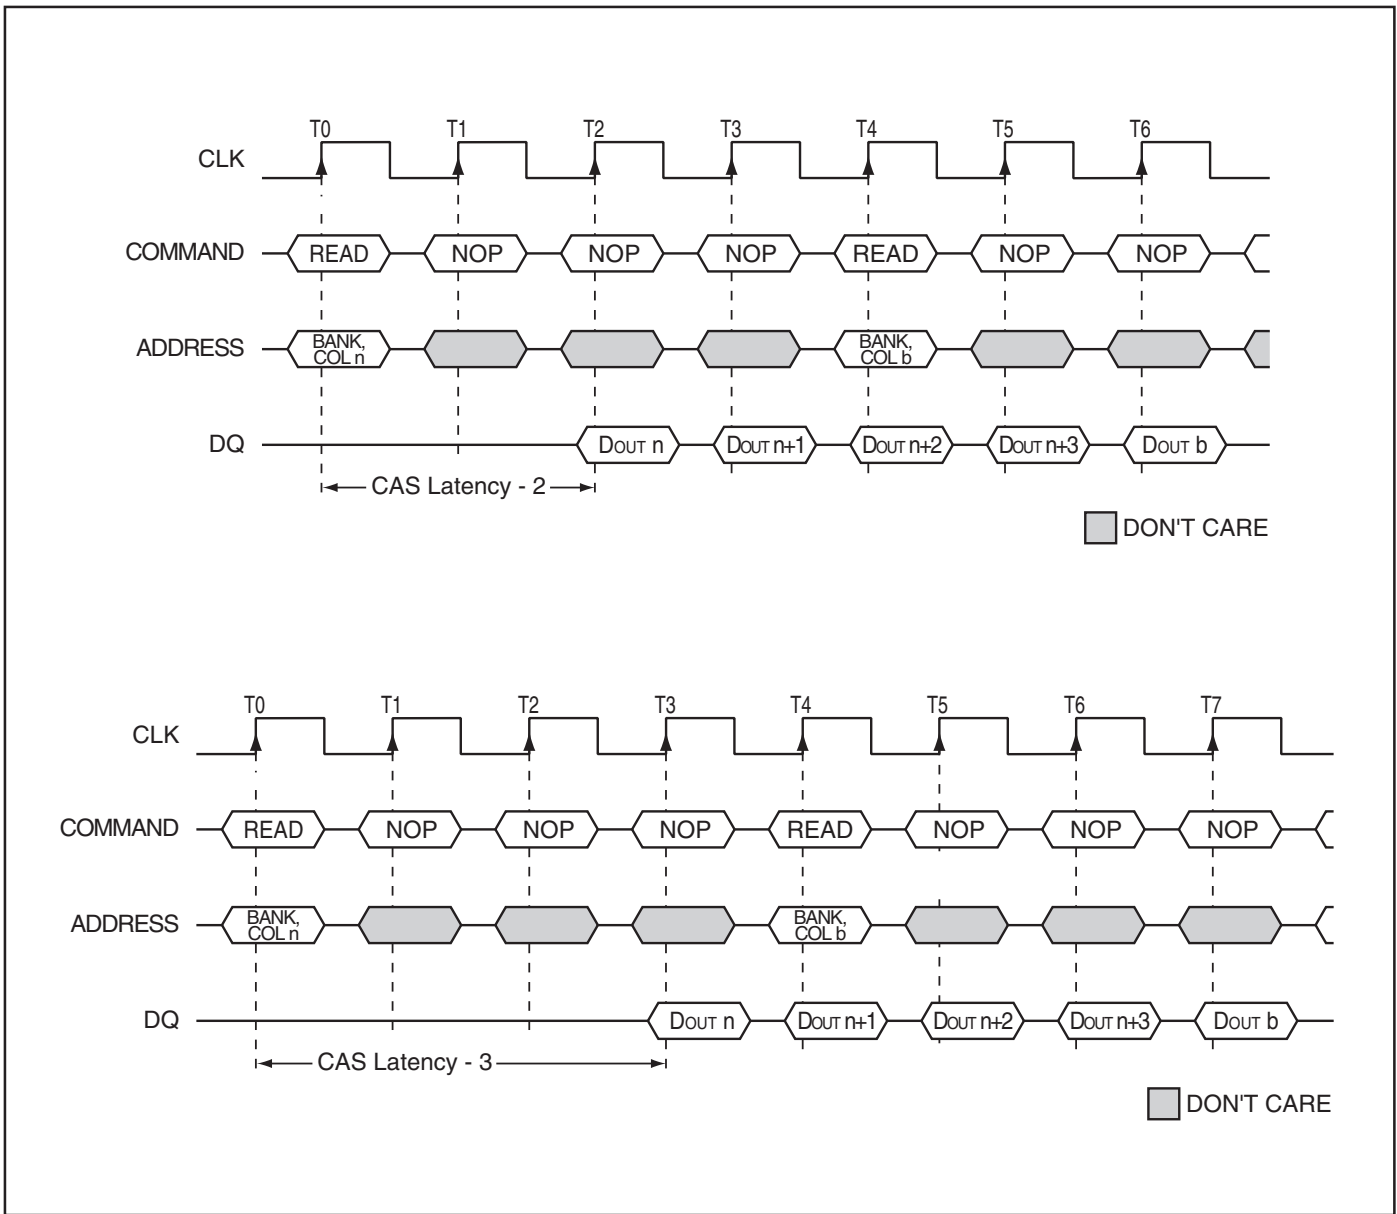 T0 T1 T2 T3 T4 T5 T6
CLK
COMMAND READ NOP NOP NOP READ NOP NOP
ADDRESS BANK, COL n BANK, COL b
DQ DOUT n DOUT n+1 DOUT n+2 DOUT n+3 DOUT b
CAS Latency - 2
DON'T CARE
T0 T1 T2 T3 T4 T5 T6 T7
CLK
COMMAND READ NOP NOP NOP READ NOP NOP NOP
ADDRESS BANK, COL n BANK, COL b
DQ DOUT n DOUT n+1 DOUT n+2 DOUT n+3 DOUT b
CAS Latency - 3
DON'T CARE